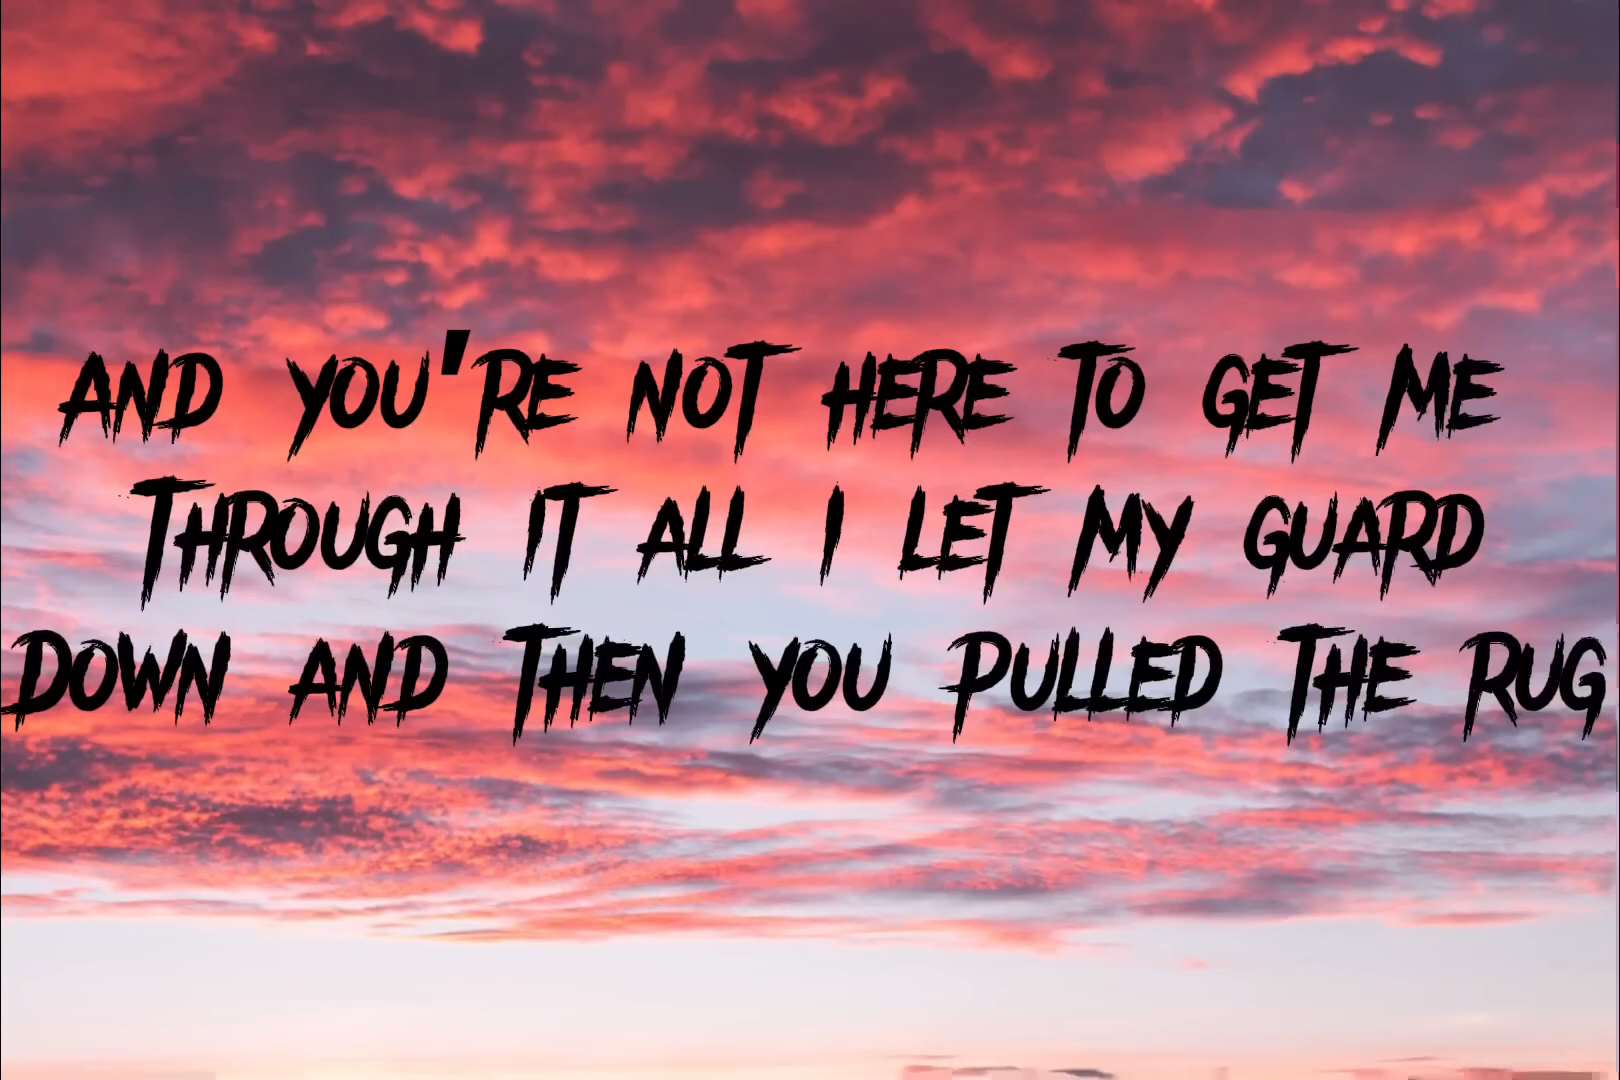 AND YOU'RE NOT HERE TO GET ME
THROUGH IT ALL I LET MY GUARD
DOWN AND THEN YOU PULLED THE RUG